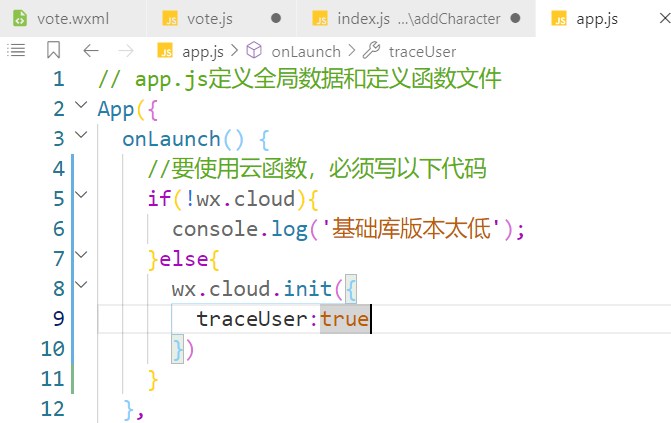 vote.wxml JS vote.js JS index.js ...\addCharacter JS app.js
JS app.js > onLaunch > traceUser
1 // app.js定义全局数据和定义函数文件
2 App({
3 onLaunch() {
4 //要使用云函数，必须写以下代码
5 if(!wx.cloud){
6 console.log('基础库版本太低');
7 }else{
8 wx.cloud.init({
9 traceUser:true
10 })
11 }
12 },